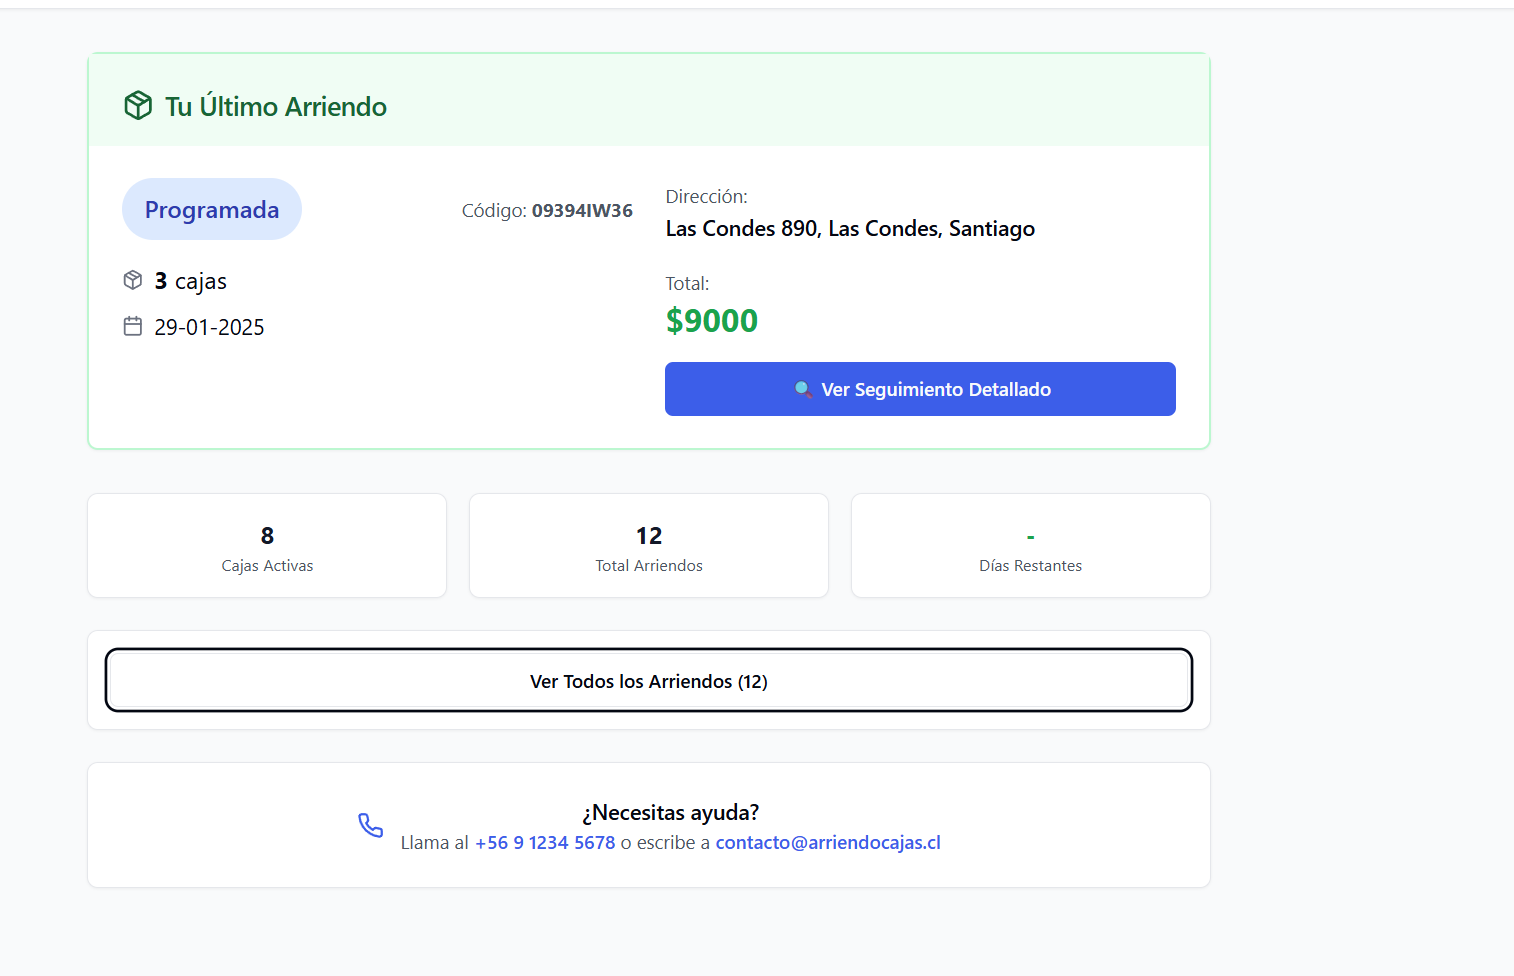 Tu Último Arriendo
Programada
Código: 09394IW36
3 cajas
29-01-2025
Dirección:
Las Condes 890, Las Condes, Santiago
Total:
$9000
Ver Seguimiento Detallado
8
Cajas Activas
12
Total Arriendos
-
Días Restantes
Ver Todos los Arriendos (12)
¿Necesitas ayuda?
Llama al +56 9 1234 5678 o escribe a contacto@arriendocajas.cl